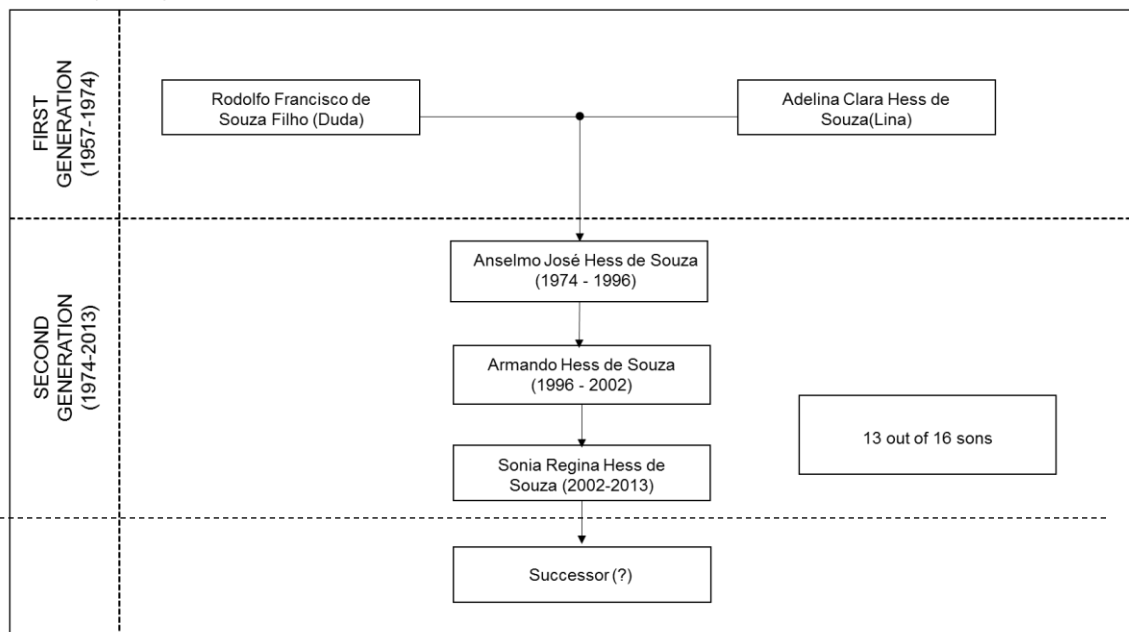 FIRST
GENERATION
(1957-1974)
Rodolfo Francisco de
Souza Filho (Duda)
Adelina Clara Hess de
Souza(Lina)
SECOND
GENERATION
(1974-2013)
Anselmo José Hess de Souza
(1974 - 1996)
Armando Hess de Souza
(1996 - 2002)
13 out of 16 sons
Sonia Regina Hess de
Souza (2002-2013)
Successor (?)